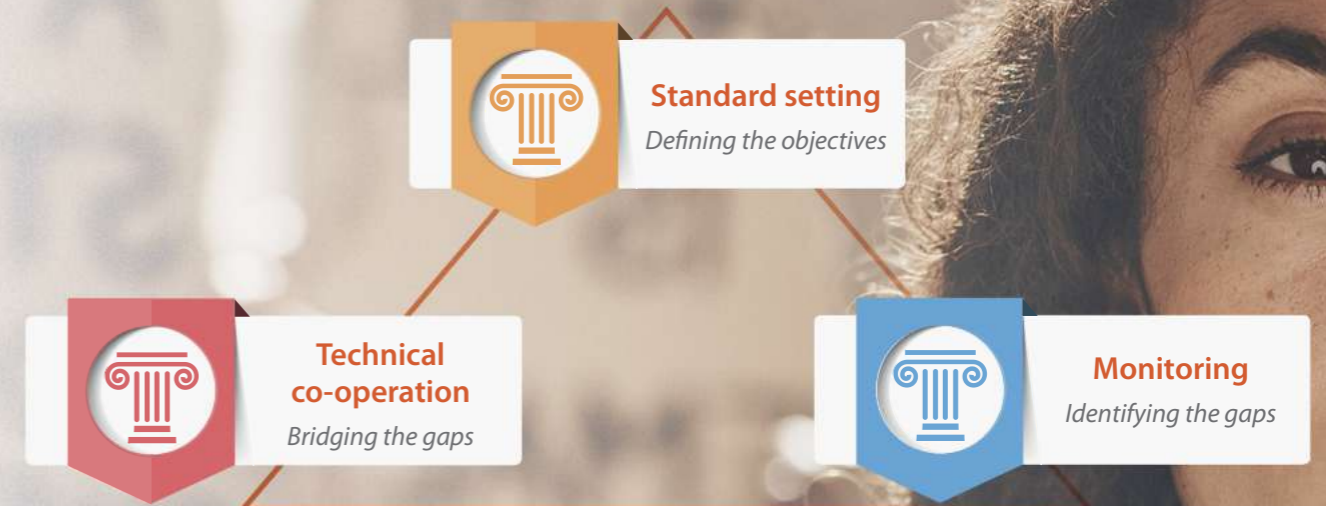 Standard setting
Defining the objectives
Technical
co-operation
Bridging the gaps
Monitoring
Identifying the gaps